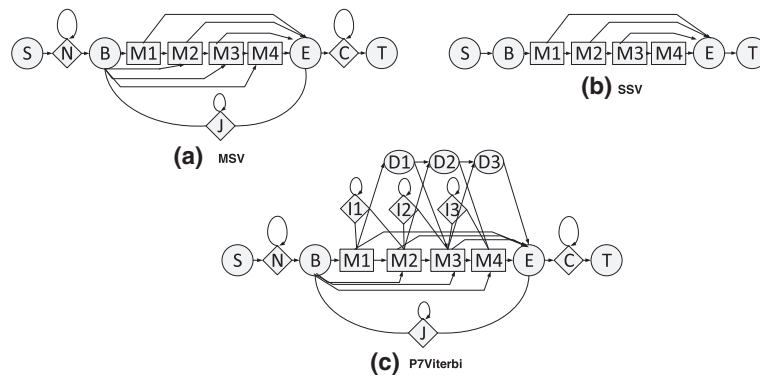 S N B M1 M2 M3 M4 E C T
J
(a) MSV
S B M1 M2 M3 M4 E T
(b) SSV
D1 D2 D3
I1 I2 I3
S N B M1 M2 M3 M4 E C T
J
(c) P7Viterbi